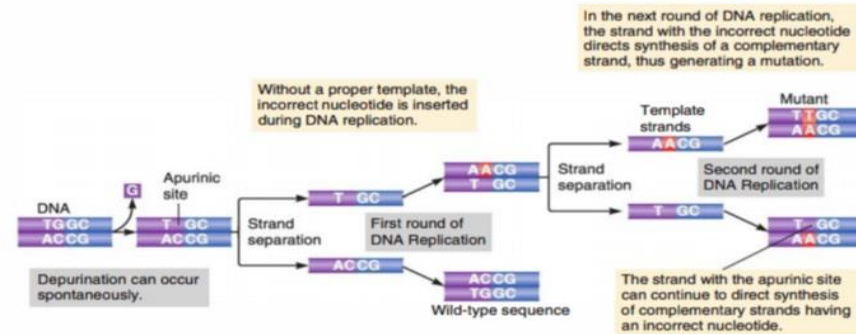 In the next round of DNA replication,
the strand with the incorrect nucleotide
directs synthesis of a complementary
strand, thus generating a mutation.
Without a proper template, the
incorrect nucleotide is inserted
during DNA replication.
Mutant
Template
strands
TTGC
AACG
AACG
Apurinic
site
AACG
T GC
Strand
separation
Second round of
DNA Replication
G
T GC
DNA
TGGC
ACCG
T GC
ACCG
Strand
separation
First round of
DNA Replication
T GC
T GC
AACG
ACCG
Depurination can occur
spontaneously.
ACCG
TGGC
Wild-type sequence
The strand with the apurinic site
can continue to direct synthesis
of complementary strands having
an incorrect nucleotide.